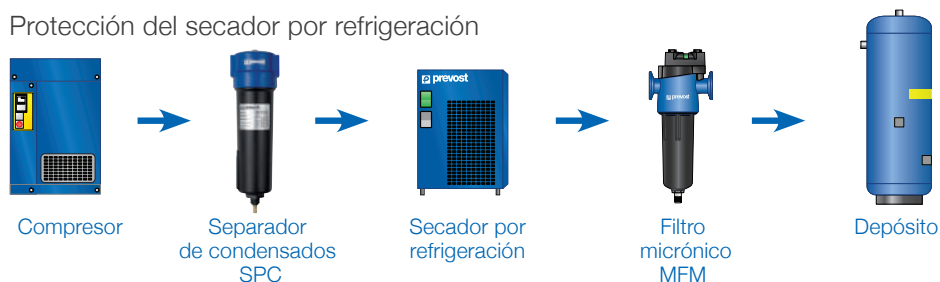 Protección del secador por refrigeración
prevost
prevost
prevost
Compresor
Separador
de condensados
SPC
Secador por
refrigeración
Filtro
micrónico
MFM
Depósito